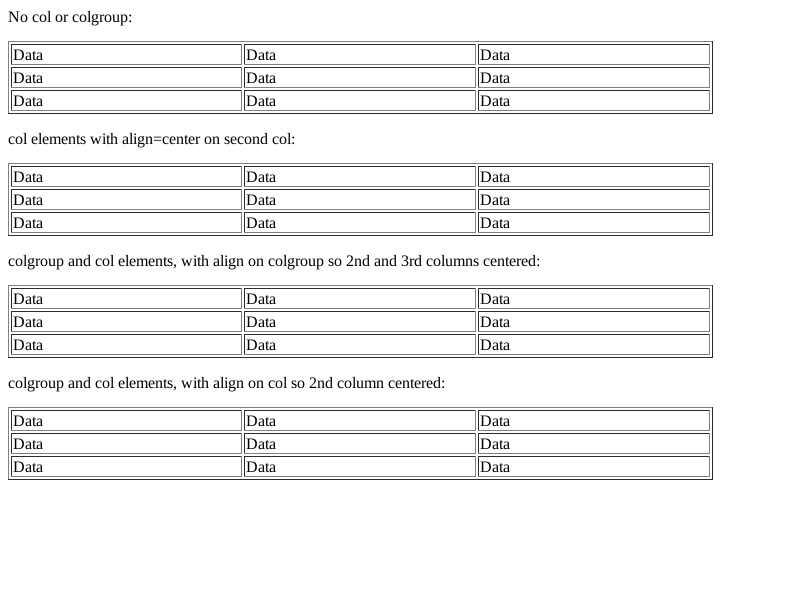 No col or colgroup:
Data Data Data
Data Data Data
Data Data Data
col elements with align=center on second col:
Data Data Data
Data Data Data
Data Data Data
colgroup and col elements, with align on colgroup so 2nd and 3rd columns centered:
Data Data Data
Data Data Data
Data Data Data
colgroup and col elements, with align on col so 2nd column centered:
Data Data Data
Data Data Data
Data Data Data